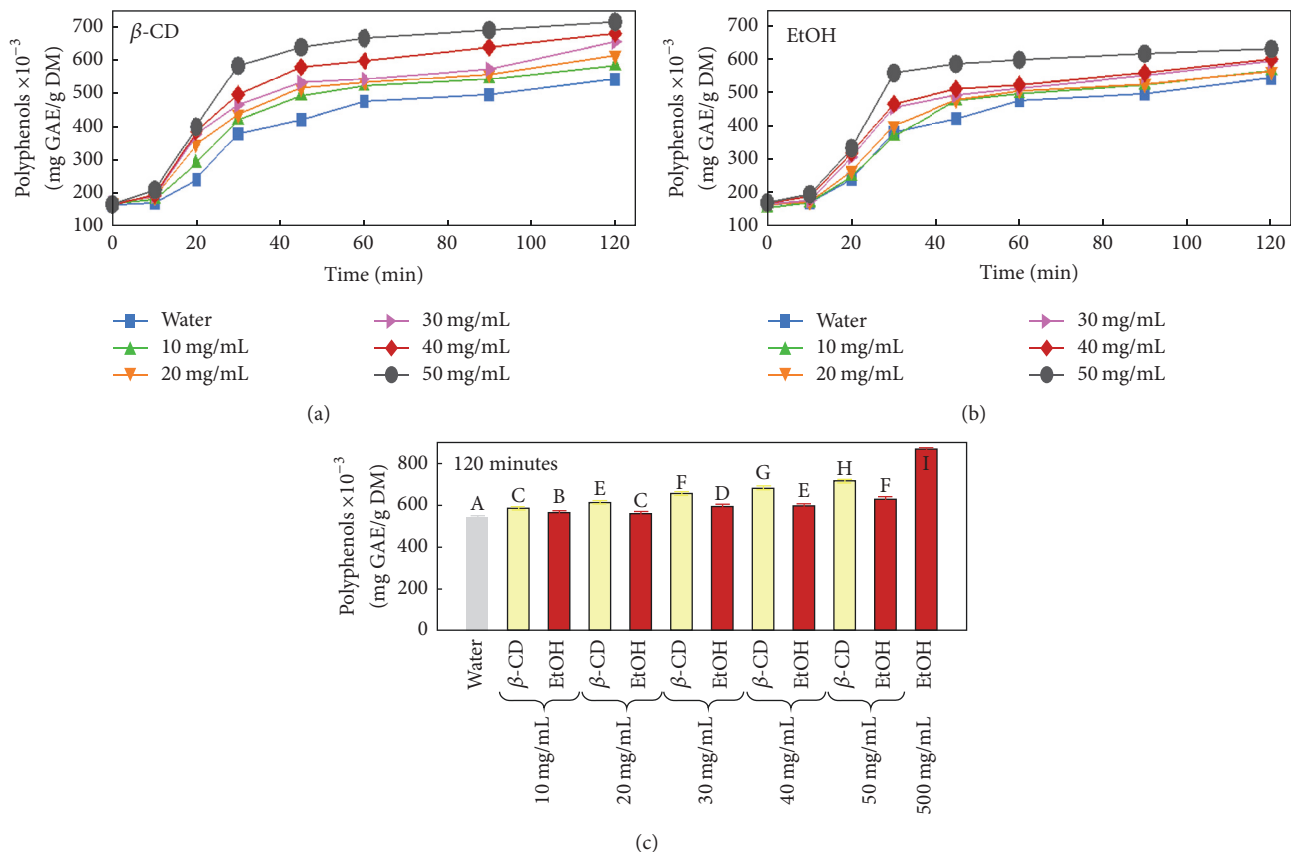 β-CD
Polyphenols ×10⁻³
(mg GAE/g DM)
700
600
500
400
300
200
100
0 20 40 60 80 100 120
Time (min)
Water
10 mg/mL
20 mg/mL
30 mg/mL
40 mg/mL
50 mg/mL
(a)
EtOH
Polyphenols ×10⁻³
(mg GAE/g DM)
700
600
500
400
300
200
100
0 20 40 60 80 100 120
Time (min)
Water
10 mg/mL
20 mg/mL
30 mg/mL
40 mg/mL
50 mg/mL
(b)
120 minutes
Polyphenols ×10⁻³
(mg GAE/g DM)
800
600
400
200
0
A C B E C F D G E H F I
Water β-CD EtOH β-CD EtOH β-CD EtOH β-CD EtOH β-CD EtOH EtOH
10 mg/mL 20 mg/mL 30 mg/mL 40 mg/mL 50 mg/mL 500 mg/mL
(c)